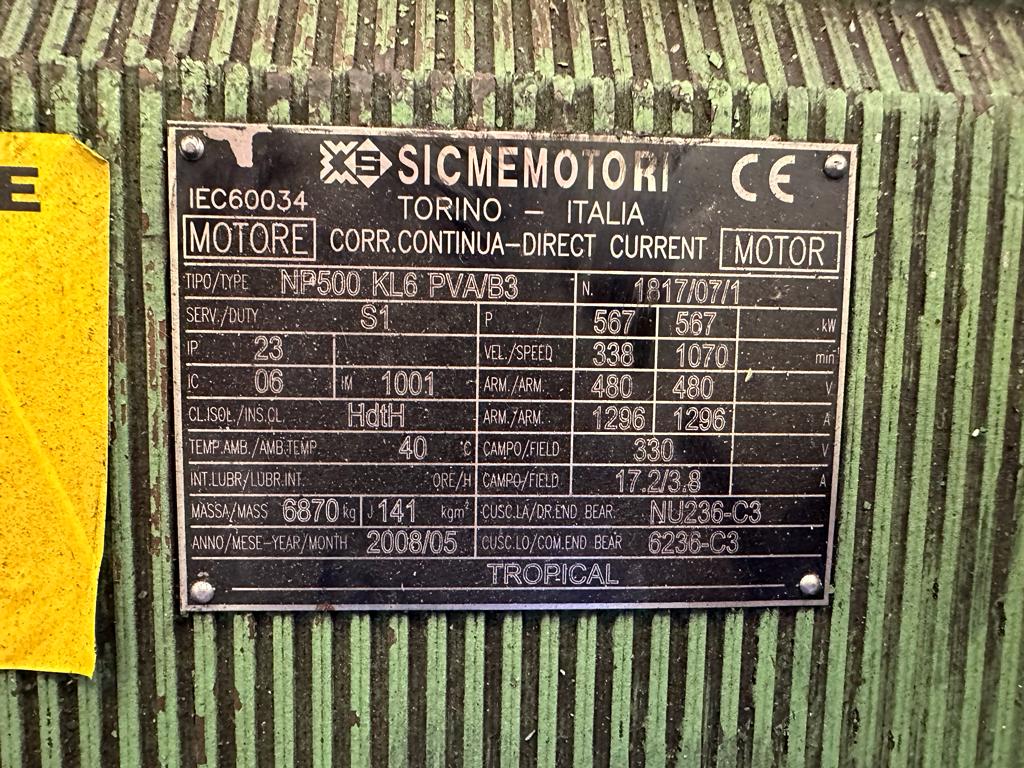 E
SICMEMOTORI CE
IEC60034
TORINO - ITALIA
MOTORE CORR.CONTINUA-DIRECT CURRENT MOTOR
TIPO/TYPE NP500 KL6 PVA/B3 N. 1817/07/1
SERV./DUTY S1 P 567 567 kW
IP 23 VEL./SPEED 338 1070 min
IC 06 IM 1001 ARM./ARM. 480 480 V
CL.ISOL./INS.CL. HdtH ARM./ARM. 1296 1296 A
TEMP.AMB./AMB.TEMP 40 °C CAMPO/FIELD 330 V
INT.LUBR/LUBR.INT. ORE/H CAMPO/FIELD 17.2/3.8 A
MASSA/MASS 6870 kg J 141 kgm² CUSC.LA/DR.END BEAR. NU236-C3
ANNO/MESE-YEAR/MONTH 2008/05 CUSC.LO/COM.END BEAR 6236-C3
TROPICAL